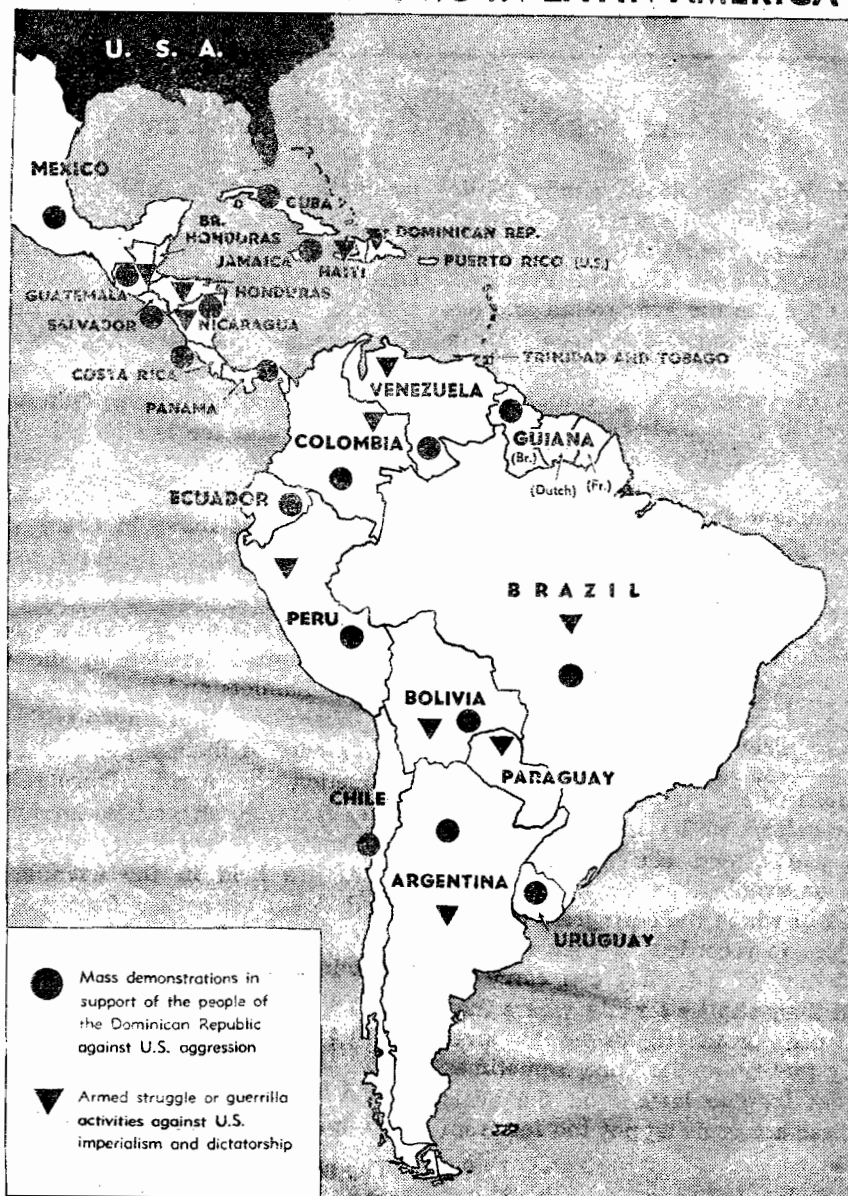 LATIN AMERICA
U. S. A.
MEXICO
CUBA
BR.
HONDURAS
DOMINICAN REP.
JAMAICA
HAITI
PUERTO RICO (U.S.)
GUATEMALA
HONDURAS
SALVADOR
NICARAGUA
COSTA RICA
TRINIDAD AND TOBAGO
PANAMA
VENEZUELA
COLOMBIA
GUIANA
(Br.)
(Dutch)
(Fr.)
ECUADOR
BRAZIL
PERU
BOLIVIA
PARAGUAY
CHILE
ARGENTINA
URUGUAY
Mass demonstrations in
support of the people of
the Dominican Republic
against U.S. aggression
Armed struggle or guerrilla
activities against U.S.
imperialism and dictatorship